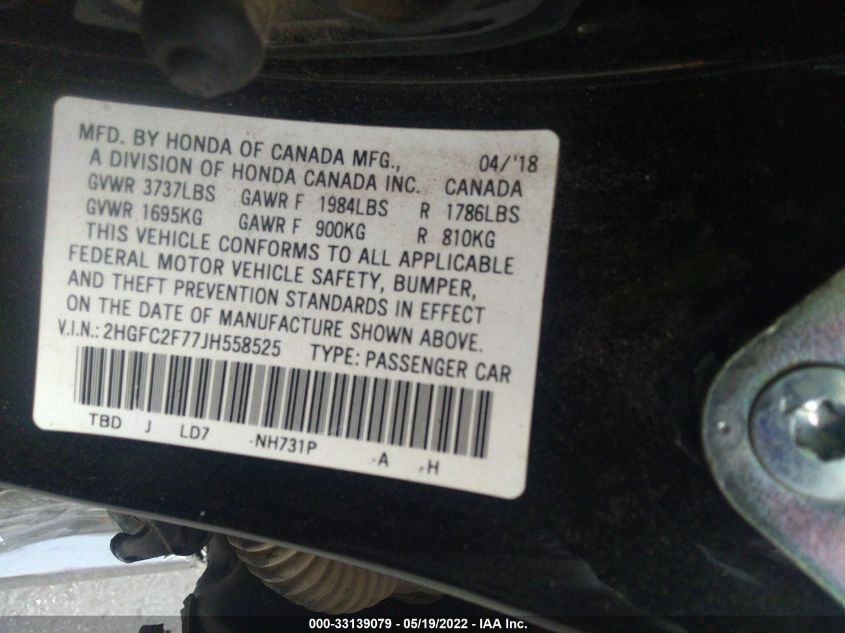 MFD. BY HONDA OF CANADA MFG., 04/'18
A DIVISION OF HONDA CANADA INC. CANADA
GVWR 3737LBS GAWR F 1984LBS R 1786LBS
GVWR 1695KG GAWR F 900KG R 810KG
THIS VEHICLE CONFORMS TO ALL APPLICABLE
FEDERAL MOTOR VEHICLE SAFETY, BUMPER,
AND THEFT PREVENTION STANDARDS IN EFFECT
ON THE DATE OF MANUFACTURE SHOWN ABOVE.
V.I.N.: 2HGFC2F77JH558525 TYPE: PASSENGER CAR
TBD J LD7 -NH731P -A ,H
000-33139079 - 05/19/2022 - IAA Inc.